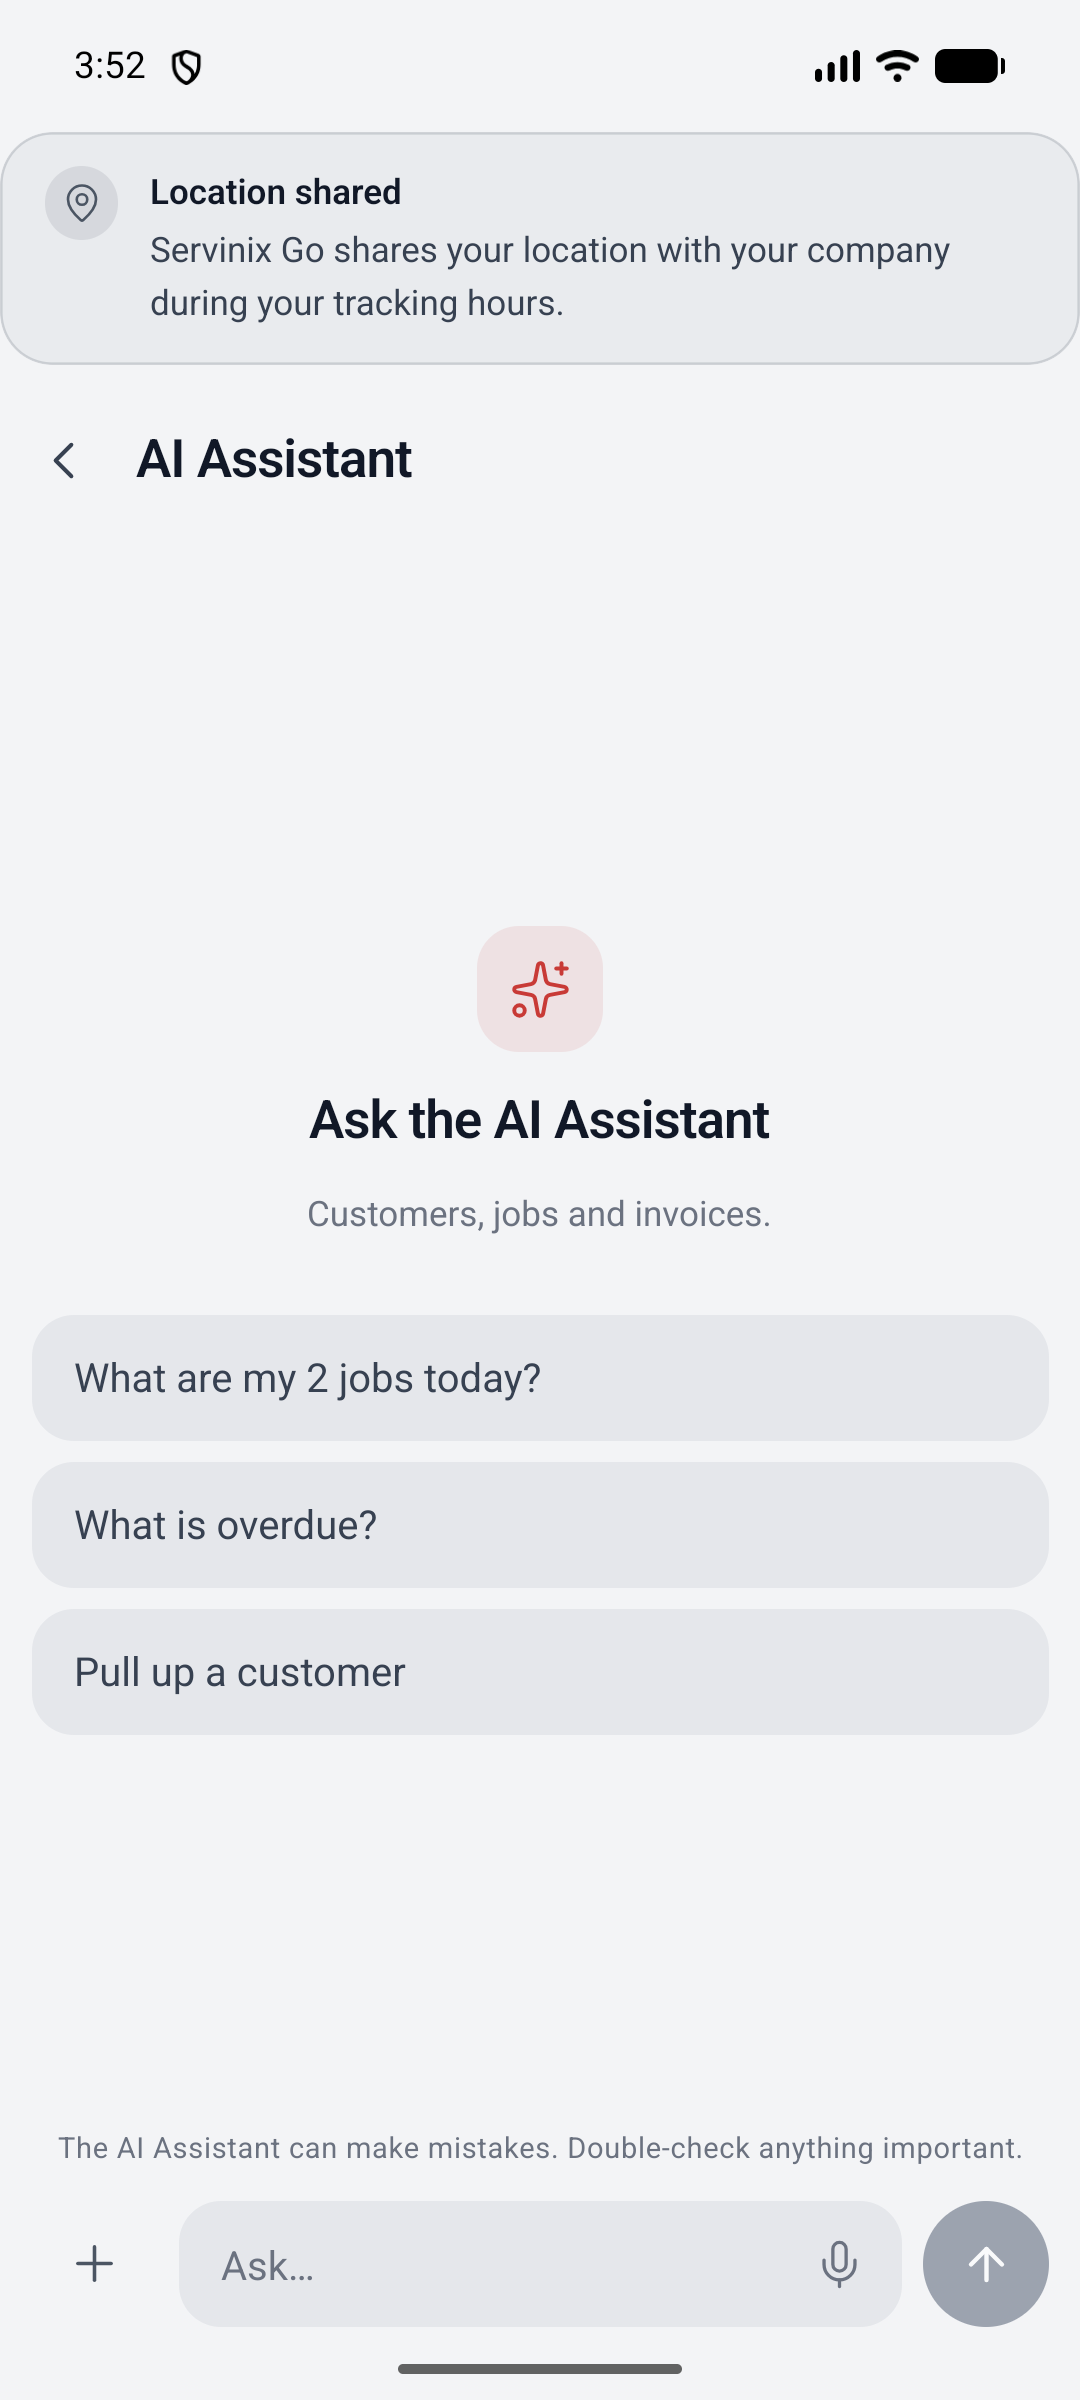 3:52
Location shared
Servinix Go shares your location with your company
during your tracking hours.
AI Assistant
Ask the AI Assistant
Customers, jobs and invoices.
What are my 2 jobs today?
What is overdue?
Pull up a customer
The AI Assistant can make mistakes. Double-check anything important.
Ask…